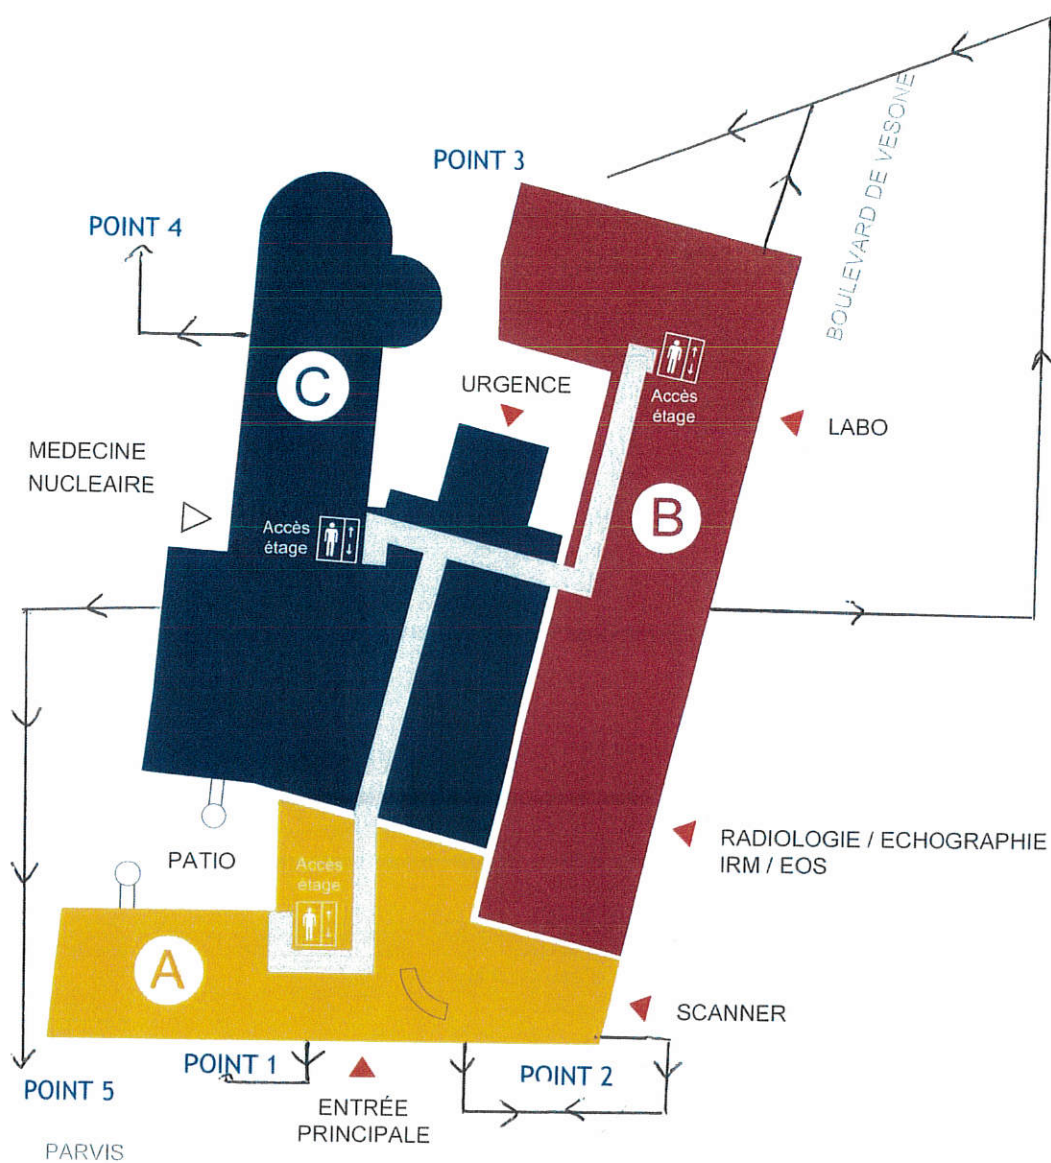 BOULEVARD DE VESONE
POINT 3
POINT 4
C
URGENCE
Accès
étage
LABO
MEDECINE
NUCLEAIRE
B
Accès
étage
RADIOLOGIE / ECHOGRAPHIE
IRM / EOS
PATIO
Accès
étage
A
SCANNER
POINT 1
POINT 2
POINT 5
ENTRÉE
PRINCIPALE
PARVIS